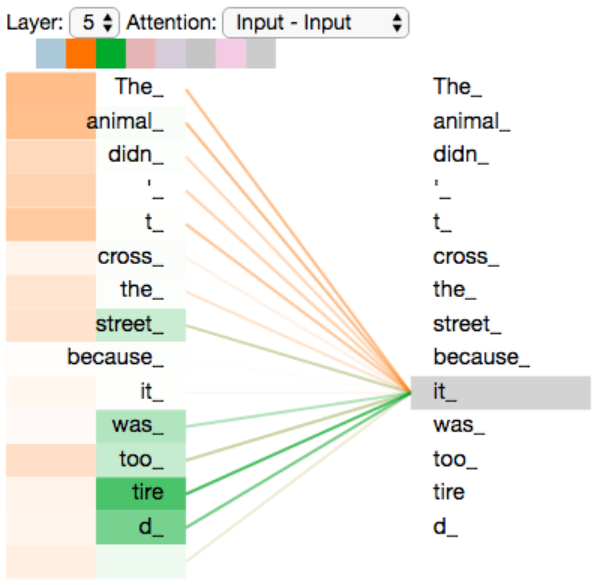 Layer: 5 Attention: Input - Input
The_ The_
animal_ animal_
didn_ didn_
'_ '_
t_ t_
cross_ cross_
the_ the_
street_ street_
because_ because_
it_ it_
was_ was_
too_ too_
tire tire
d_ d_